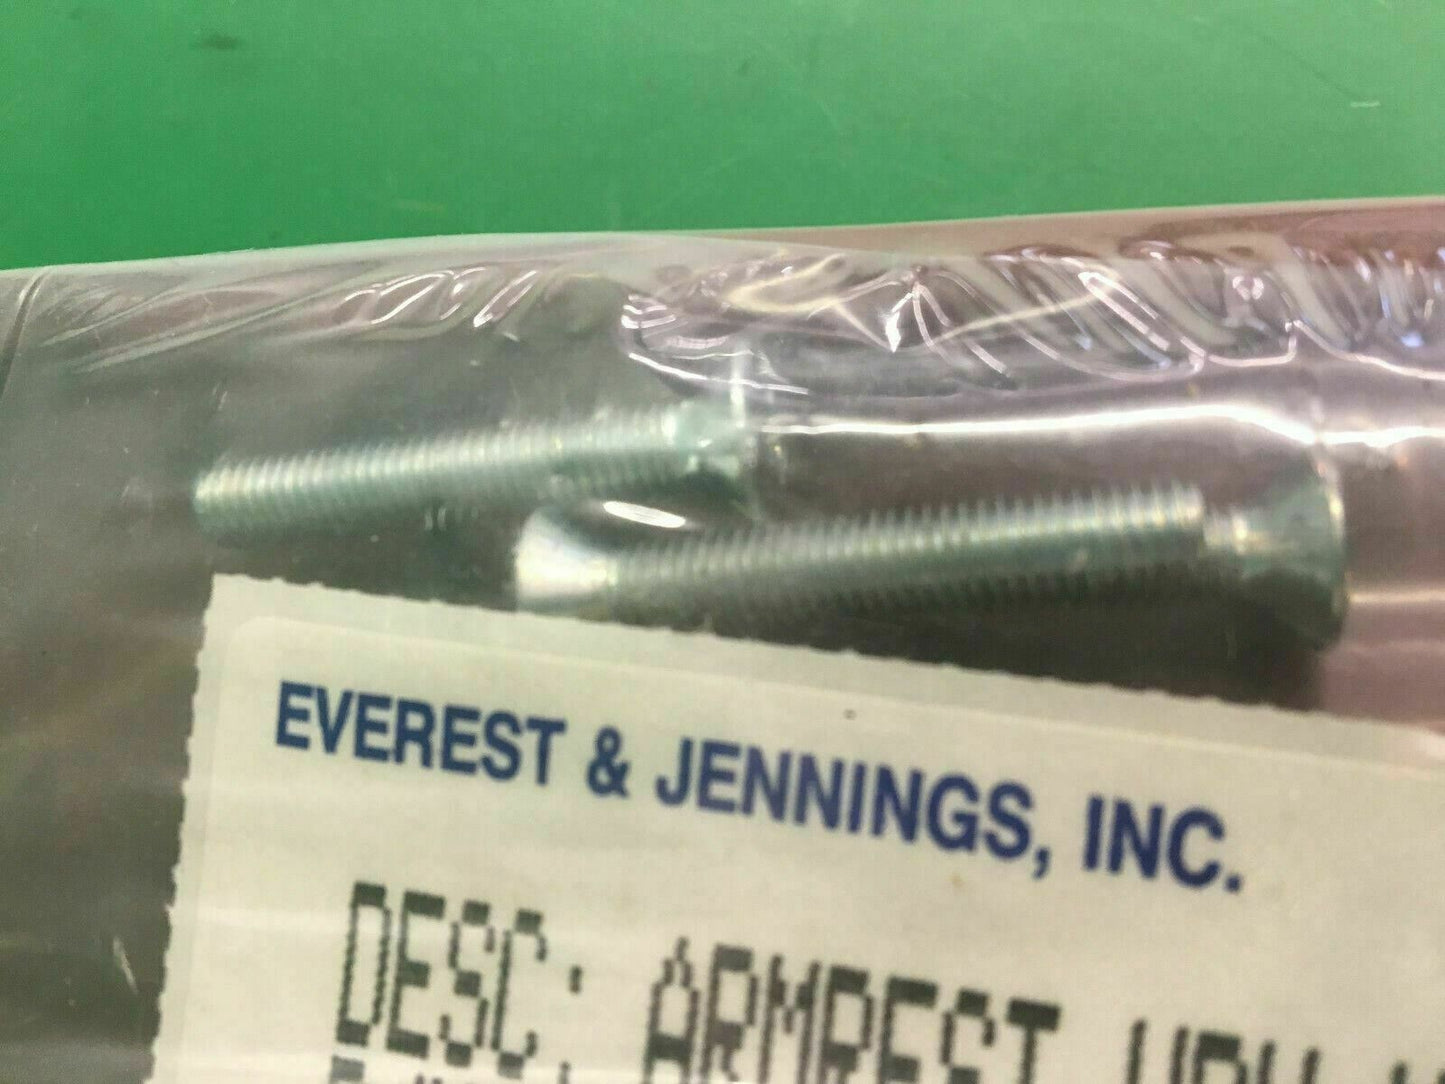 EVEREST & JENNINGS, INC.
DESC: ARMREST